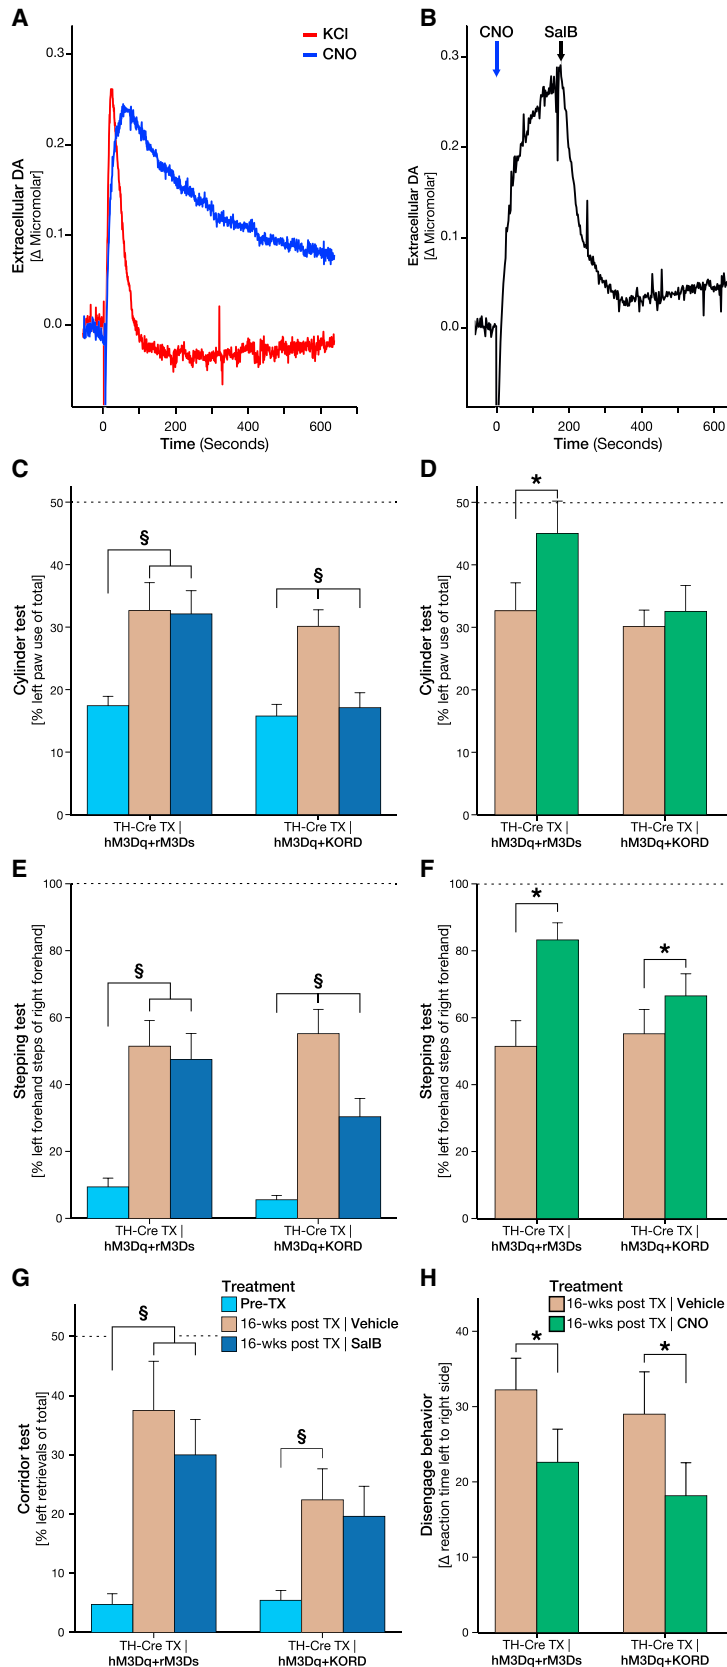 A
KCl
CNO
0.3
0.2
0.1
0.0
Extracellular DA
[Δ Micromolar]
0
200
400
600
Time (Seconds)
B
CNO
SalB
0.3
0.2
0.1
0.0
Extracellular DA
[Δ Micromolar]
0
200
400
600
Time (Seconds)
C
50
40
30
20
10
0
Cylinder test
[% left paw use of total]
§
§
TH-Cre TX |
hM3Dq+rM3Ds
TH-Cre TX |
hM3Dq+KORD
D
50
40
30
20
10
0
Cylinder test
[% left paw use of total]
*
TH-Cre TX |
hM3Dq+rM3Ds
TH-Cre TX |
hM3Dq+KORD
E
100
80
60
40
20
0
Stepping test
[% left forehand steps of right forehand]
§
§
TH-Cre TX |
hM3Dq+rM3Ds
TH-Cre TX |
hM3Dq+KORD
F
100
80
60
40
20
0
Stepping test
[% left forehand steps of right forehand]
*
*
TH-Cre TX |
hM3Dq+rM3Ds
TH-Cre TX |
hM3Dq+KORD
G
Treatment
Pre-TX
16-wks post TX | Vehicle
16-wks post TX | SalB
50
40
30
20
10
0
Corridor test
[% left retrievals of total]
§
§
TH-Cre TX |
hM3Dq+rM3Ds
TH-Cre TX |
hM3Dq+KORD
H
Treatment
16-wks post TX | Vehicle
16-wks post TX | CNO
40
30
20
10
0
Disengage behavior
[Δ reaction time left to right side]
*
*
TH-Cre TX |
hM3Dq+rM3Ds
TH-Cre TX |
hM3Dq+KORD